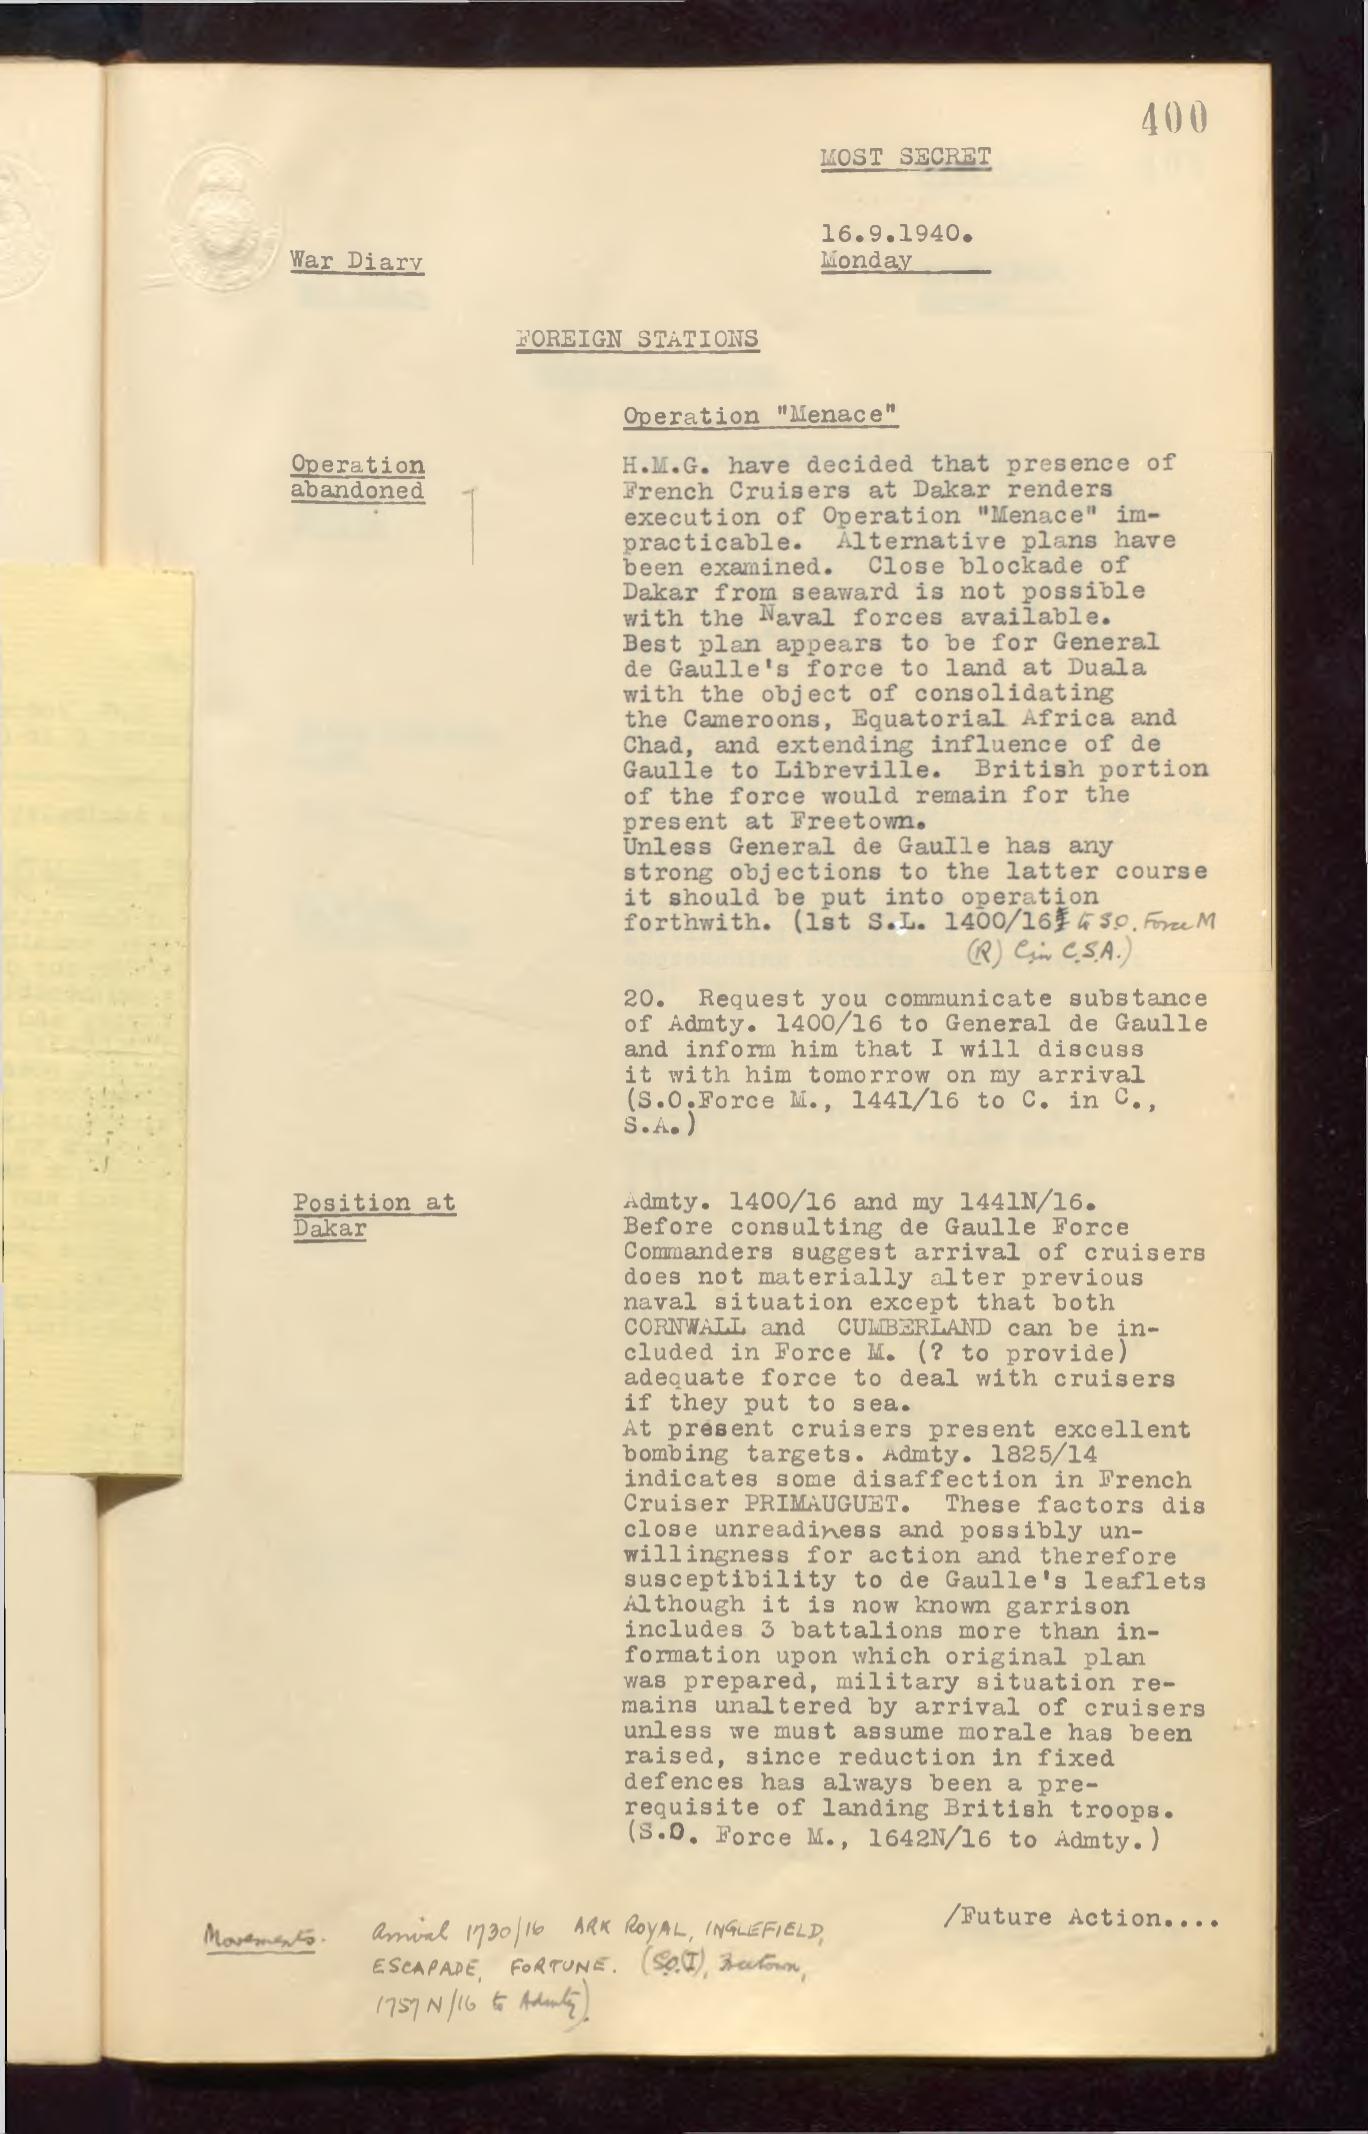 400
MOST SECRET
16.9.1940.
Monday
War Diary
FOREIGN STATIONS
Operation "Menace"
Operation
abandoned
H.M.G. have decided that presence of
French Cruisers at Dakar renders
execution of Operation "Menace" im-
practicable. Alternative plans have
been examined. Close blockade of
Dakar from seaward is not possible
with the Naval forces available.
Best plan appears to be for General
de Gaulle's force to land at Duala
with the object of consolidating
the Cameroons, Equatorial Africa and
Chad, and extending influence of de
Gaulle to Libreville. British portion
of the force would remain for the
present at Freetown.
Unless General de Gaulle has any
strong objections to the latter course
it should be put into operation
forthwith. (1st S.L. 1400/16 to S.O. Force M
(R) C in C.S.A.)
20. Request you communicate substance
of Admty. 1400/16 to General de Gaulle
and inform him that I will discuss
it with him tomorrow on my arrival
(S.O.Force M., 1441/16 to C. in C.,
S.A.)
Position at
Dakar
Admty. 1400/16 and my 1441N/16.
Before consulting de Gaulle Force
Commanders suggest arrival of cruisers
does not materially alter previous
naval situation except that both
CORNWALL and CUMBERLAND can be in-
cluded in Force M. (? to provide)
adequate force to deal with cruisers
if they put to sea.
At present cruisers present excellent
bombing targets. Admty. 1825/14
indicates some disaffection in French
Cruiser PRIMAUGUET. These factors dis
close unreadiness and possibly un-
willingness for action and therefore
susceptibility to de Gaulle's leaflets
Although it is now known garrison
includes 3 battalions more than in-
formation upon which original plan
was prepared, military situation re-
mains unaltered by arrival of cruisers
unless we must assume morale has been
raised, since reduction in fixed
defences has always been a pre-
requisite of landing British troops.
(S.O. Force M., 1642N/16 to Admty.)
/Future Action....
Movements. Arrival 1730/16 ARK ROYAL, INGLEFIELD,
ESCAPADE, FORTUNE. (S.O.(I), Freetown,
1757N/16 to Admty).